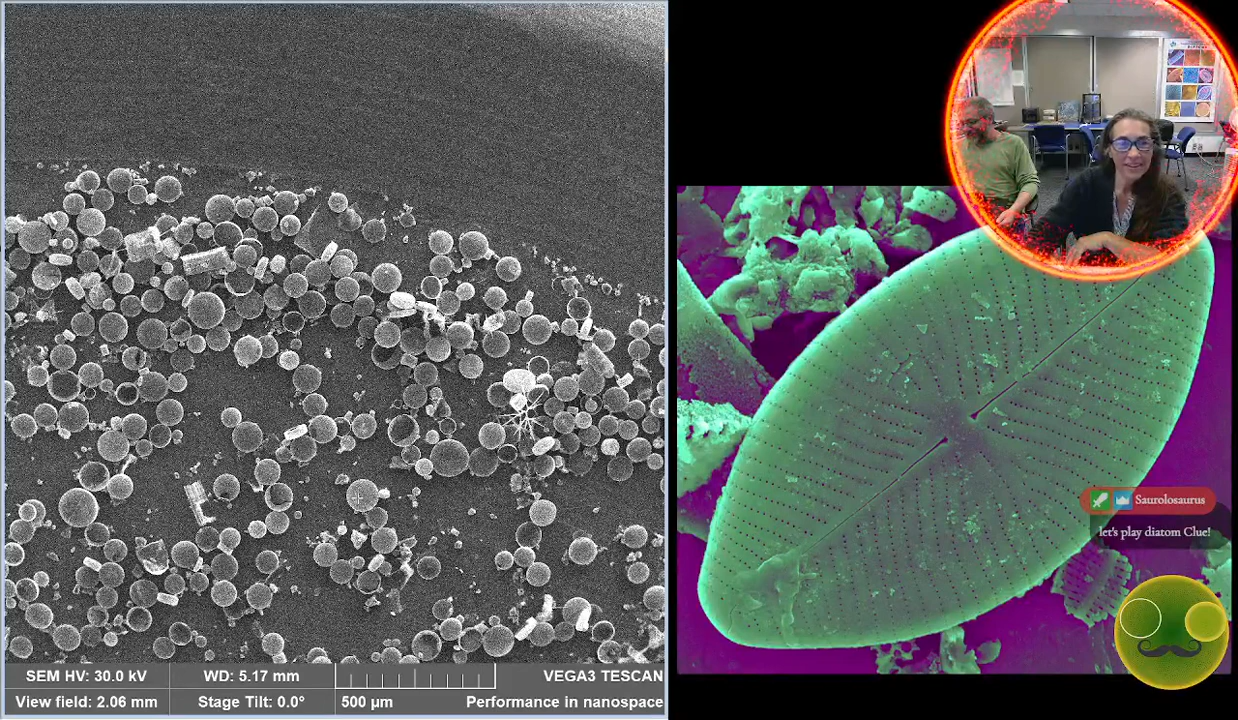 SEM HV: 30.0 kV
WD: 5.17 mm
VEGA3 TESCAN
View field: 2.06 mm
Stage Tilt: 0.0°
500 µm
Performance in nanospace
Saurolosaurus
let's play diatom Clue!